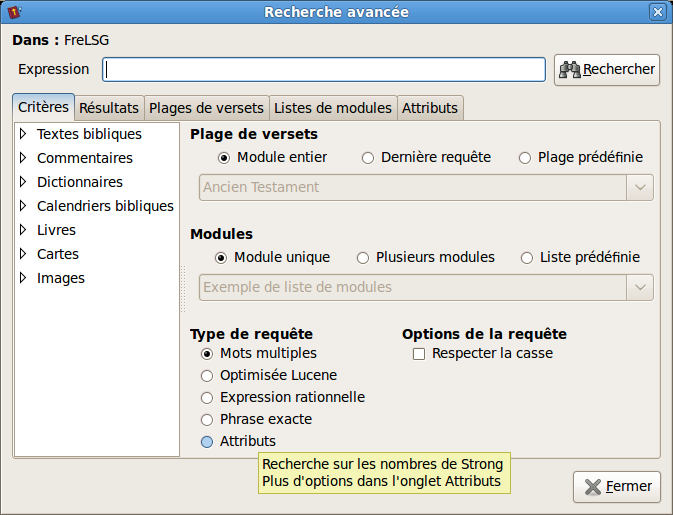 Recherche avancée
Dans : FreLSG
Expression
Rechercher
Critères
Résultats
Plages de versets
Listes de modules
Attributs
Textes bibliques
Commentaires
Dictionnaires
Calendriers bibliques
Livres
Cartes
Images
Plage de versets
Module entier
Dernière requête
Plage prédéfinie
Ancien Testament
Modules
Module unique
Plusieurs modules
Liste prédéfinie
Exemple de liste de modules
Type de requête
Mots multiples
Optimisée Lucene
Expression rationnelle
Phrase exacte
Attributs
Options de la requête
Respecter la casse
Recherche sur les nombres de Strong
Plus d'options dans l'onglet Attributs
Fermer